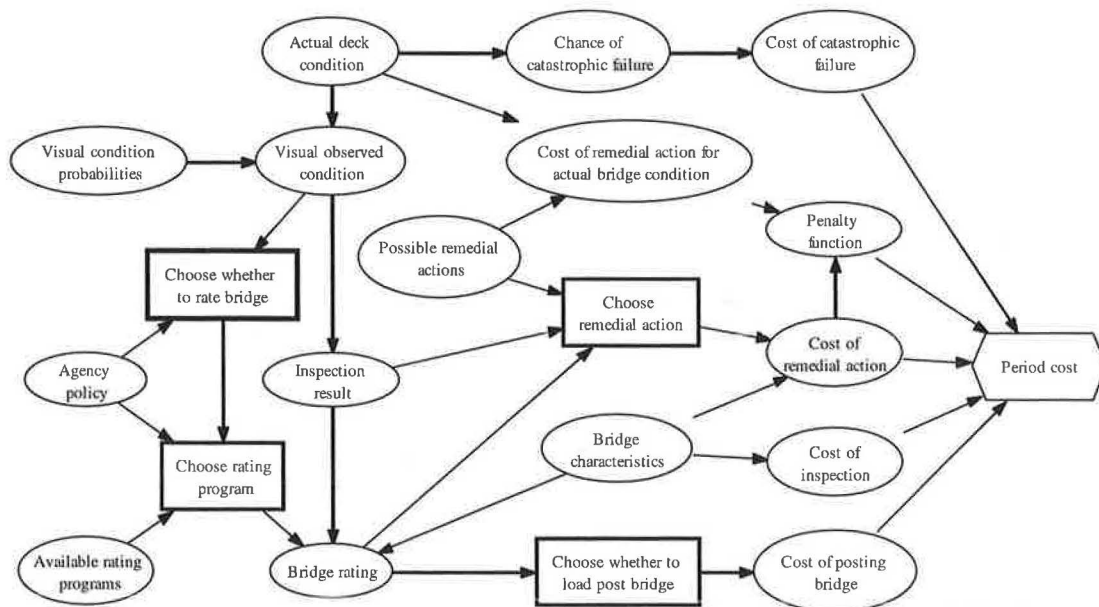 Actual deck
condition
Chance of
catastrophic failure
Cost of catastrophic
failure
Visual condition
probabilities
Visual observed
condition
Cost of remedial action for
actual bridge condition
Possible remedial
actions
Penalty
function
Choose whether
to rate bridge
Choose
remedial action
Agency
policy
Inspection
result
Cost of
remedial action
Period cost
Choose rating
program
Bridge
characteristics
Cost of
inspection
Available rating
programs
Bridge rating
Choose whether to
load post bridge
Cost of posting
bridge